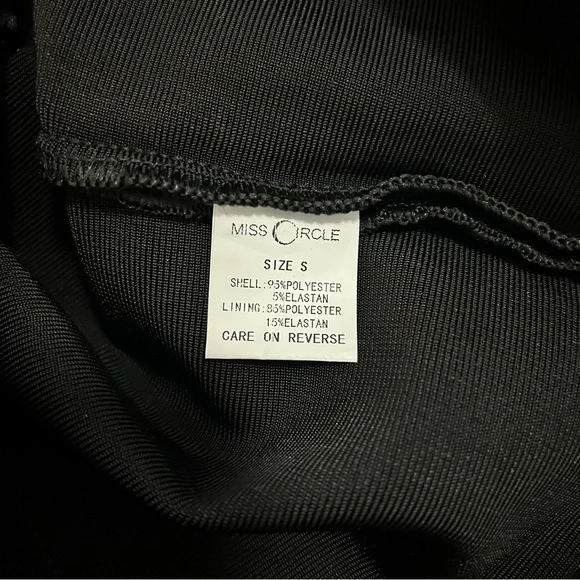 MISS CIRCLE
SIZE S
SHELL:95%POLYESTER
5%ELASTAN
LINING:85%POLYESTER
15%ELASTAN
CARE ON REVERSE